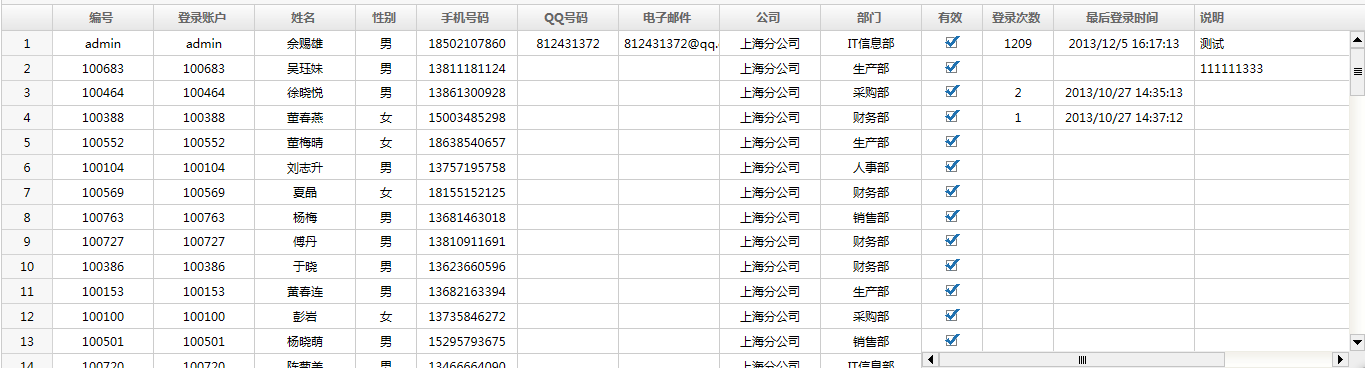 编号 登录账户 姓名 性别 手机号码 QQ号码 电子邮件 公司 部门 有效 登录次数 最后登录时间 说明
1 admin admin 佘赐雄 男 18502107860 812431372 812431372@qq. 上海分公司 IT信息部 1209 2013/12/5 16:17:13 测试
2 100683 100683 吴珏妹 男 13811181124 上海分公司 生产部 111111333
3 100464 100464 徐晓悦 男 13861300928 上海分公司 采购部 2 2013/10/27 14:35:13
4 100388 100388 董春燕 女 15003485298 上海分公司 财务部 1 2013/10/27 14:37:12
5 100552 100552 董梅晴 女 18638540657 上海分公司 生产部
6 100104 100104 刘志升 男 13757195758 上海分公司 人事部
7 100569 100569 夏晶 女 18155152125 上海分公司 财务部
8 100763 100763 杨梅 男 13681463018 上海分公司 销售部
9 100727 100727 傅丹 男 13810911691 上海分公司 财务部
10 100386 100386 于晓 男 13623660596 上海分公司 财务部
11 100153 100153 黄春连 男 13682163394 上海分公司 生产部
12 100100 100100 彭岩 女 13735846272 上海分公司 采购部
13 100501 100501 杨晓萌 男 15295793675 上海分公司 销售部
14 100720 100720 陈菊美 男 13466664090 上海分公司 IT信息部